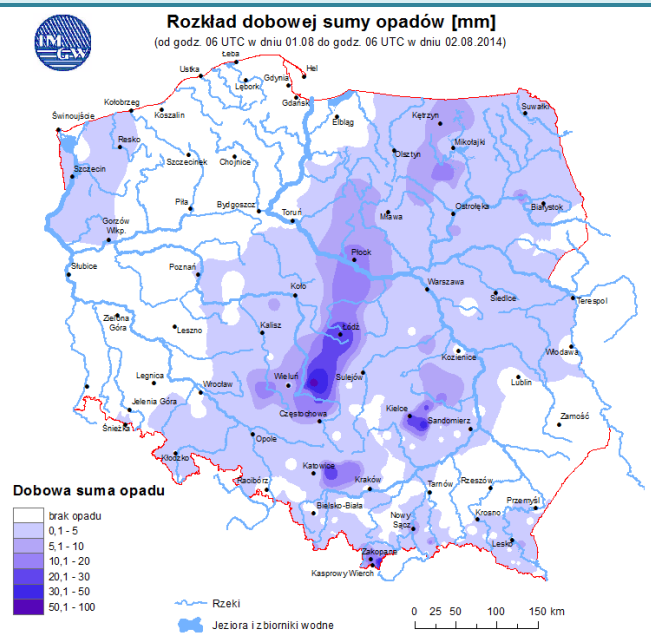 IM
GW
Rozkład dobowej sumy opadów [mm]
(od godz. 06 UTC w dniu 01.08 do godz. 06 UTC w dniu 02.08.2014)
Łeba
Hel
Ustka
Lębork
Gdynia
Gdańsk
Kołobrzeg
Koszalin
Świnoujście
Elbląg
Kętrzyn
Suwałki
Resko
Szczecinek
Chojnice
Olsztyn
Mikołajki
Szczecin
Piła
Bydgoszcz
Toruń
Mława
Ostrołęka
Białystok
Gorzów
Wlkp.
Płock
Słubice
Poznań
Koło
Warszawa
Siedlce
Terespol
Zielona
Góra
Leszno
Kalisz
Łódź
Kozienice
Włodawa
Legnica
Wrocław
Wieluń
Sulejów
Lublin
Jelenia Góra
Częstochowa
Kielce
Sandomierz
Zamość
Śnieżka
Opole
Kłodzko
Katowice
Racibórz
Kraków
Tarnów
Rzeszów
Przemyśl
Bielsko-Biała
Nowy
Sącz
Krosno
Lesko
Zakopane
Kasprowy Wierch
Dobowa suma opadu
brak opadu
0,1 - 5
5,1 - 10
10,1 - 20
20,1 - 30
30,1 - 50
50,1 - 100
Rzeki
Jeziora i zbiorniki wodne
0 25 50 100 150 km